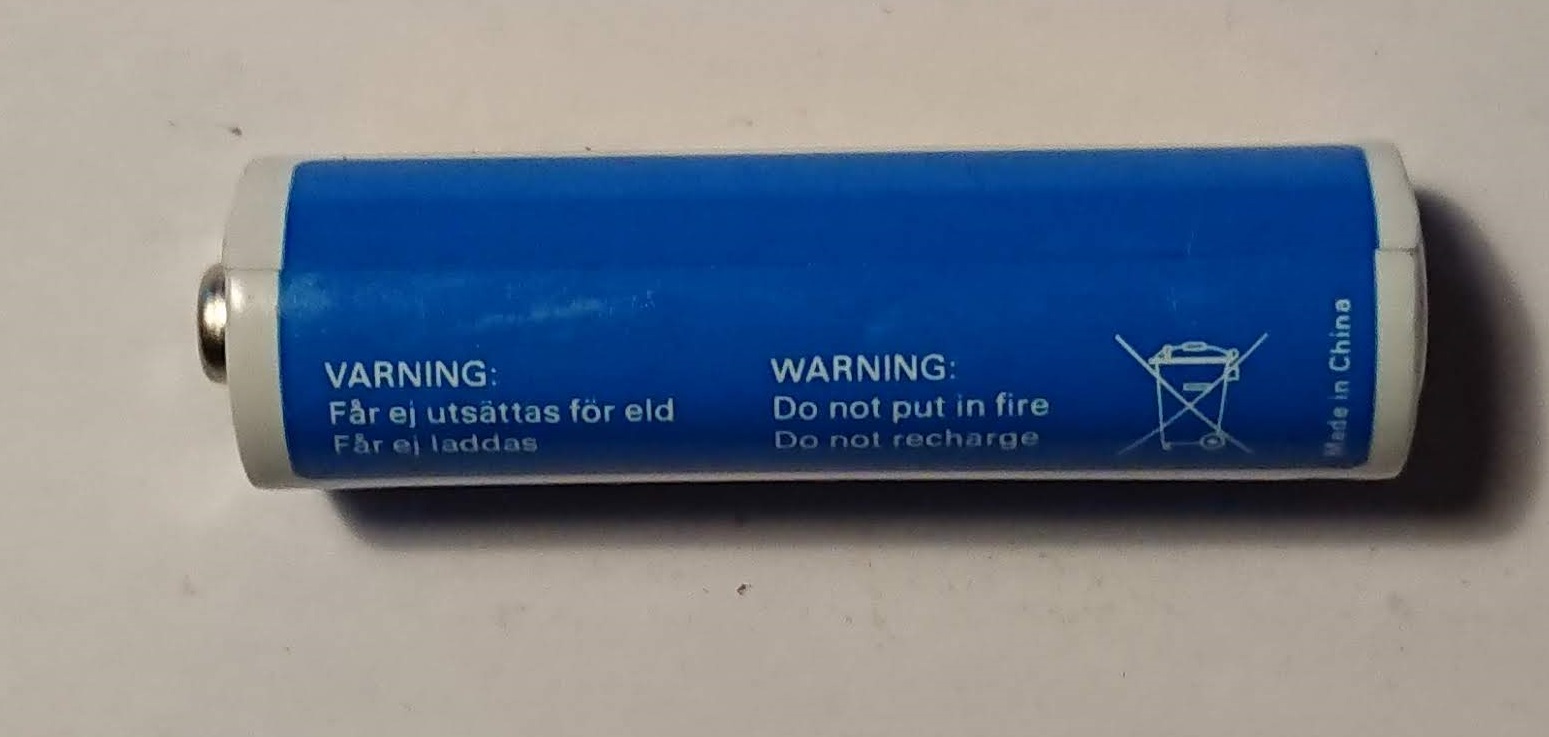 VARNING:
Får ej utsättas för eld
Får ej laddas
WARNING:
Do not put in fire
Do not recharge
Made in China